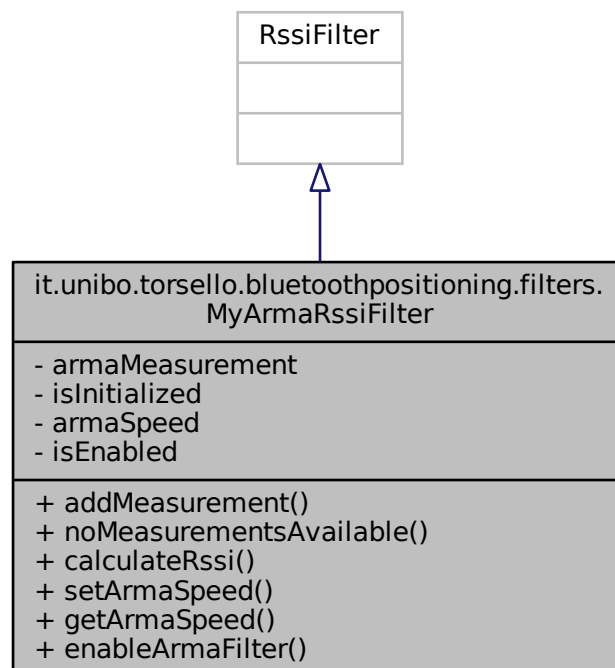 RssiFilter
it.unibo.torsello.bluetoothpositioning.filters.
MyArmaRssiFilter
- armaMeasurement
- isInitialized
- armaSpeed
- isEnabled
+ addMeasurement()
+ noMeasurementsAvailable()
+ calculateRssi()
+ setArmaSpeed()
+ getArmaSpeed()
+ enableArmaFilter()